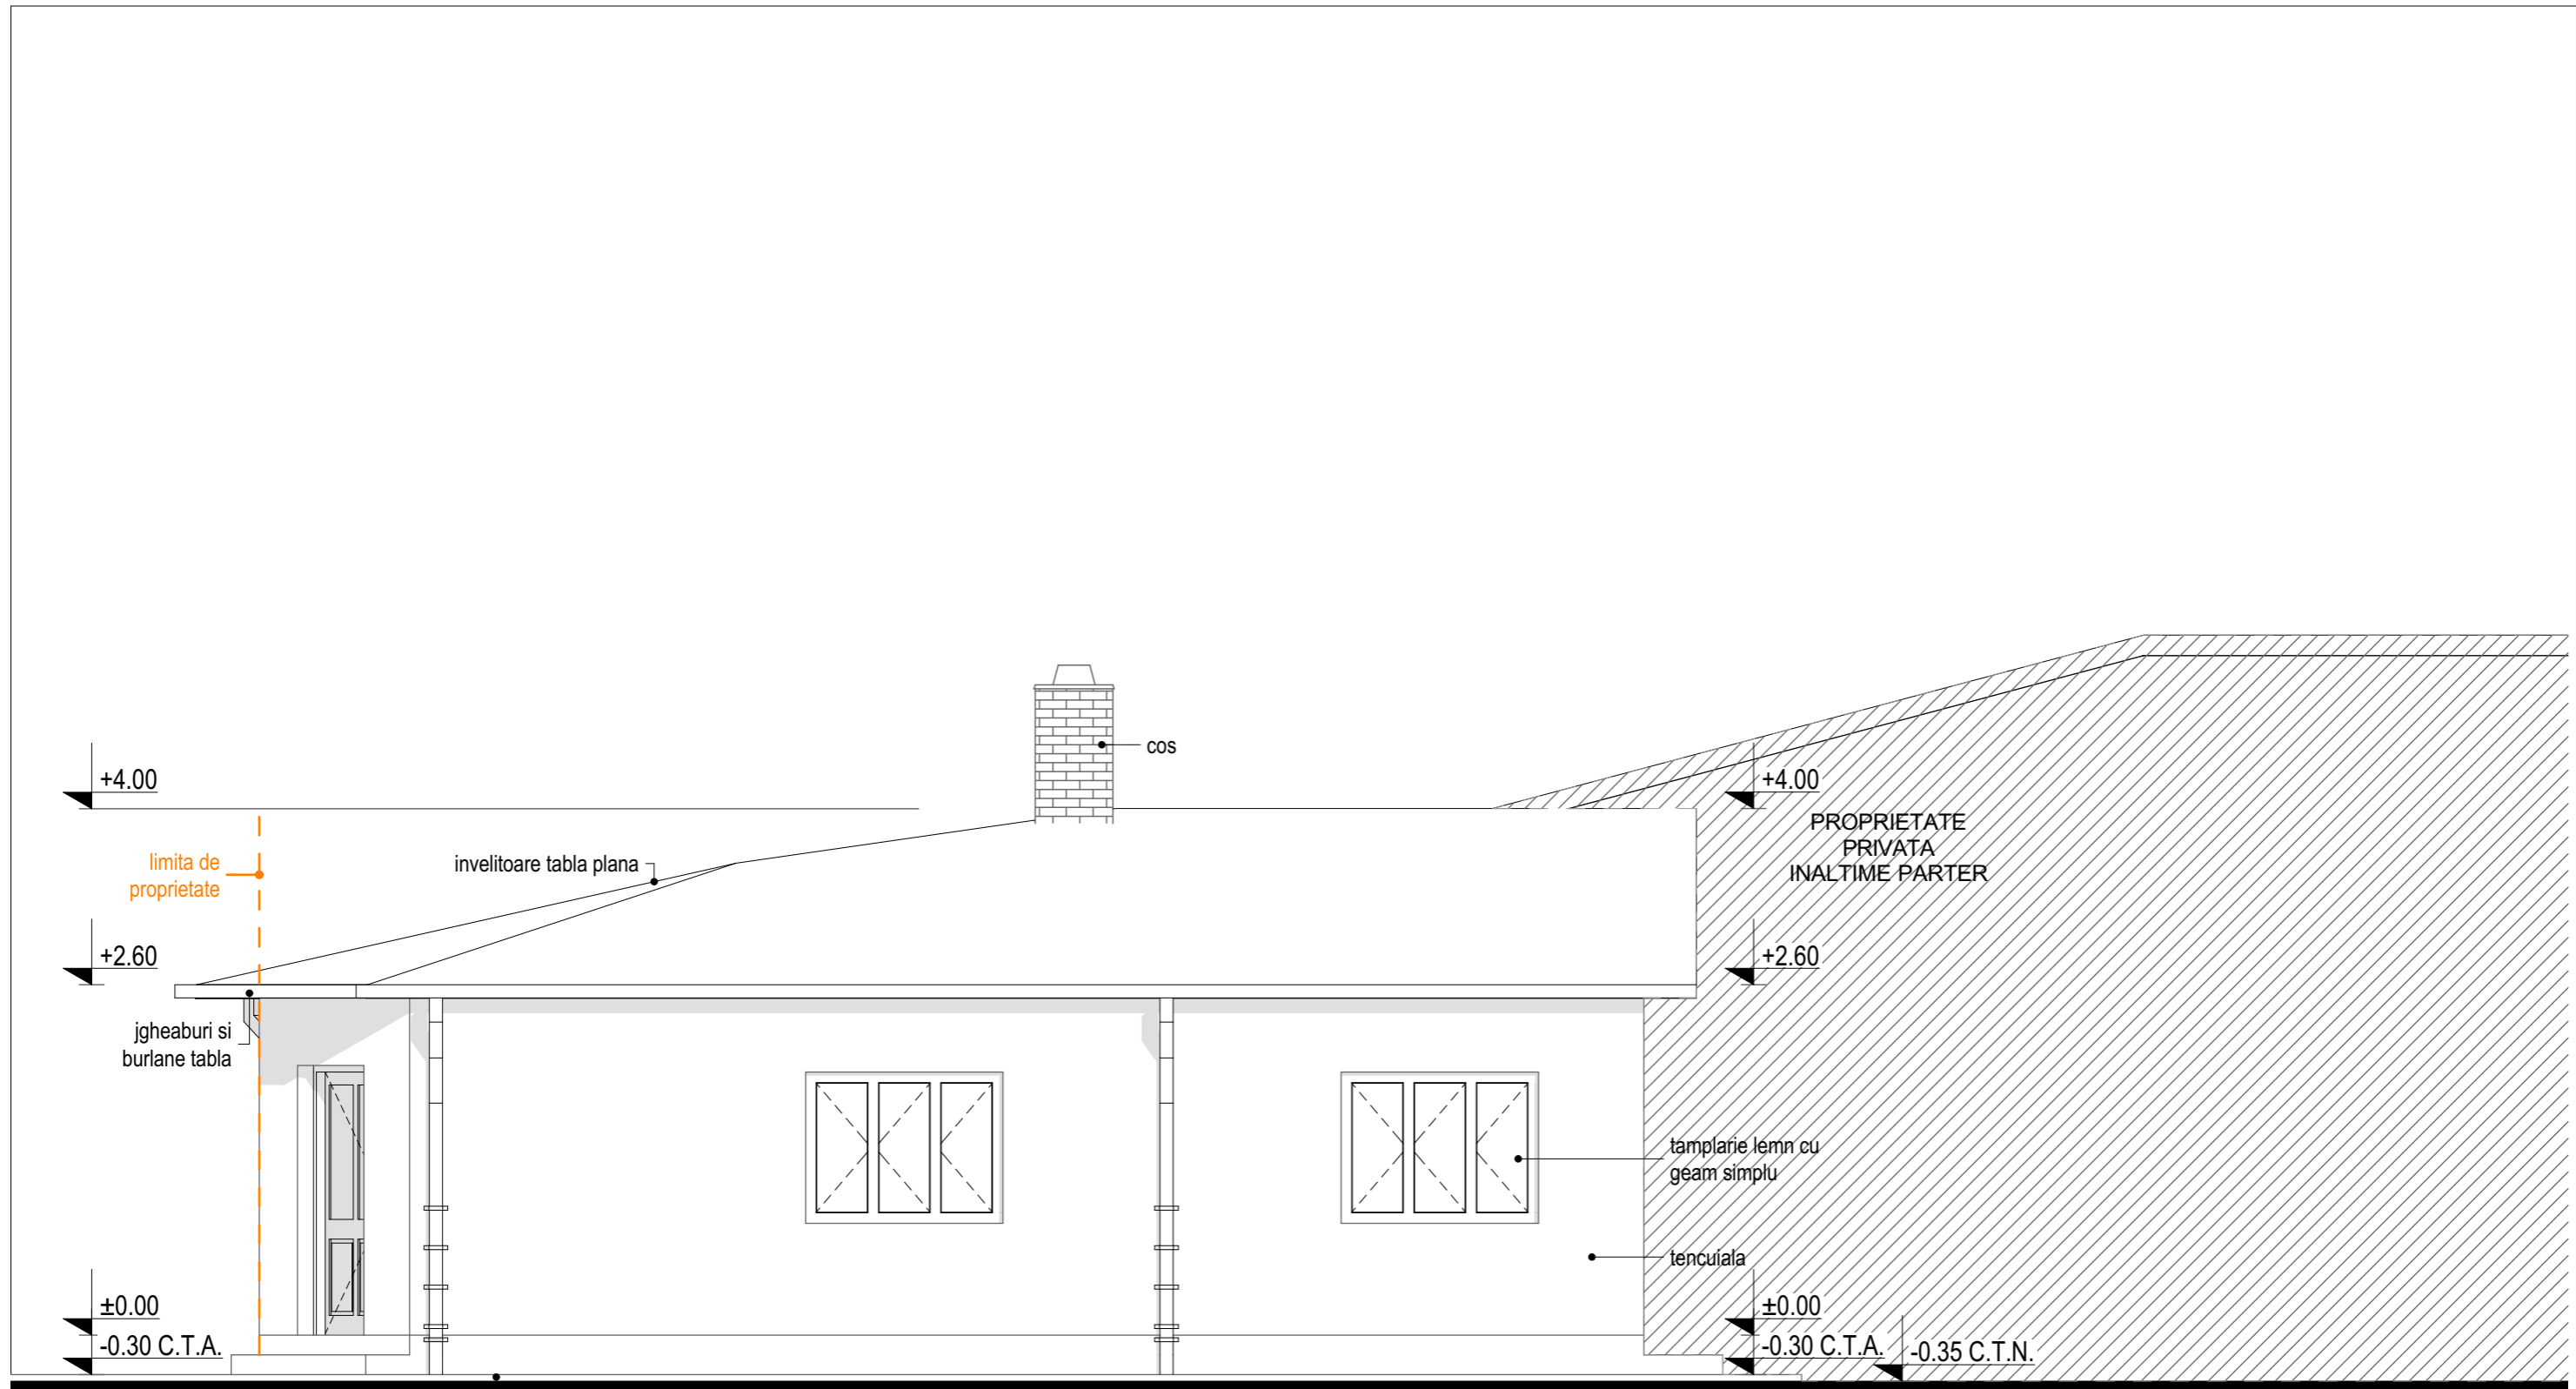 cos
+4.00
+4.00
PROPRIETATE
PRIVATA
INALTIME PARTER
limita de
proprietate
invelitoare tabla plana
+2.60
+2.60
jgheaburi si
burlane tabla
tamplarie lemn cu
geam simplu
tencuiala
±0.00
±0.00
-0.30 C.T.A.
-0.30 C.T.A.
-0.35 C.T.N.